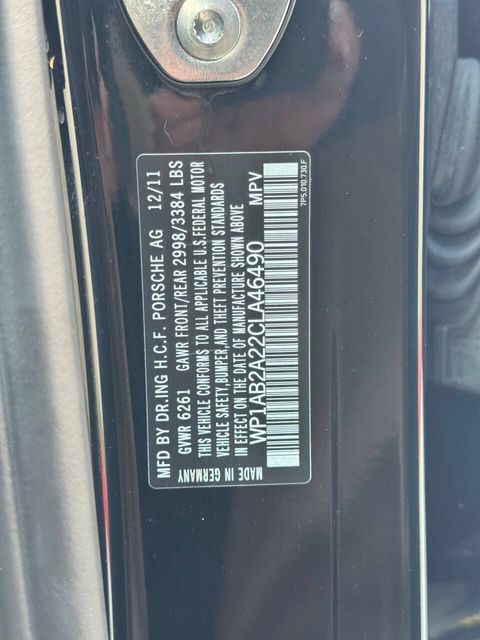 MFD BY DR.ING H.C.F. PORSCHE AG 12/11
GVWR 6261 GAWR FRONT/REAR 2998/3384 LBS
THIS VEHICLE CONFORMS TO ALL APPLICABLE U.S.FEDERAL MOTOR
VEHICLE SAFETY,BUMPER,AND THEFT PREVENTION STANDARDS
IN EFFECT ON THE DATE OF MANUFACTURE SHOWN ABOVE
WP1AB2A22CLA46490 MPV
MADE IN GERMANY
7P5.010.730.F